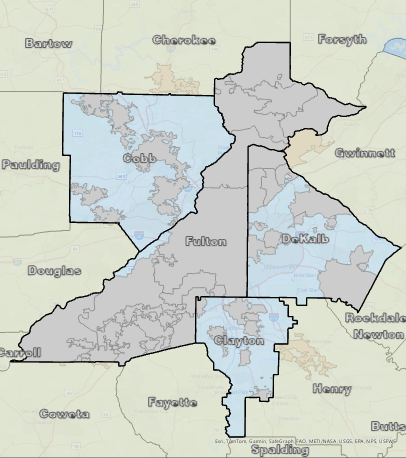 Bartow
Cherokee
Forsyth
Paulding
Cobb
Gwinnett
Fulton
DeKalb
Douglas
Rockdale
Newton
Carroll
Clayton
Henry
Coweta
Fayette
Butts
Esri, TomTom, Garmin, SafeGraph, FAO, METI/NASA, USGS, EPA, NPS, USFWS
Spalding